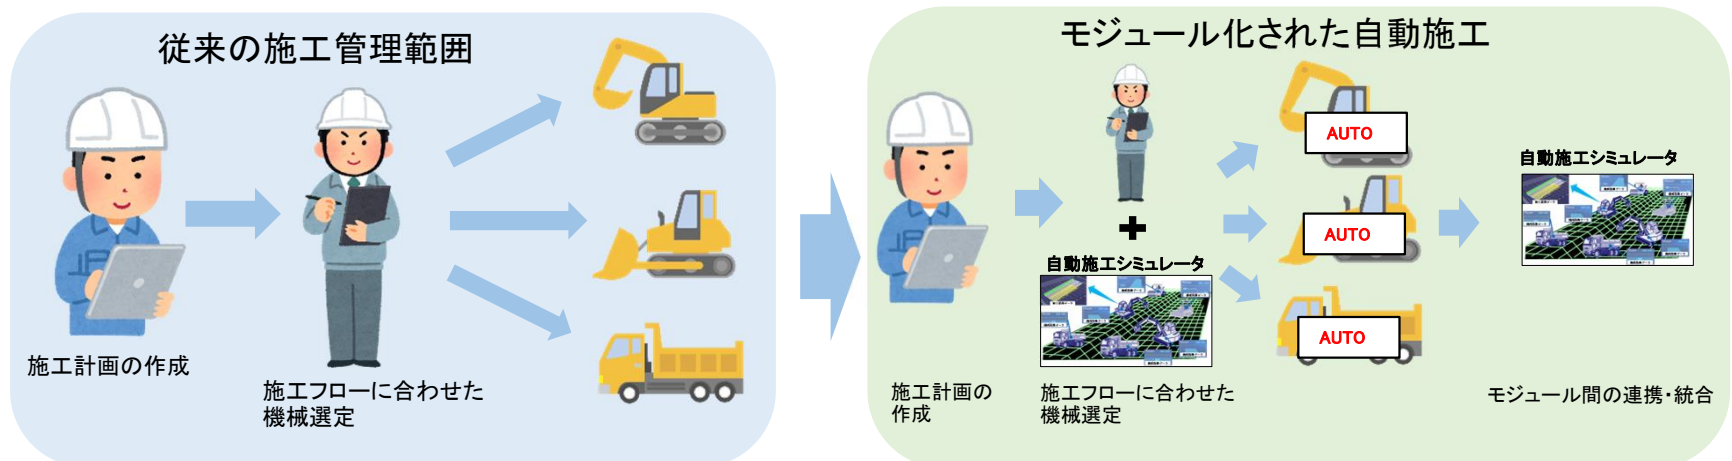 従来の施工管理範囲
施工計画の作成
施工フローに合わせた
機械選定
モジュール化された自動施工
AUTO
AUTO
AUTO
自動施工シミュレータ
自動施工シミュレータ
施工計画の
作成
施工フローに合わせた
機械選定
モジュール間の連携・統合